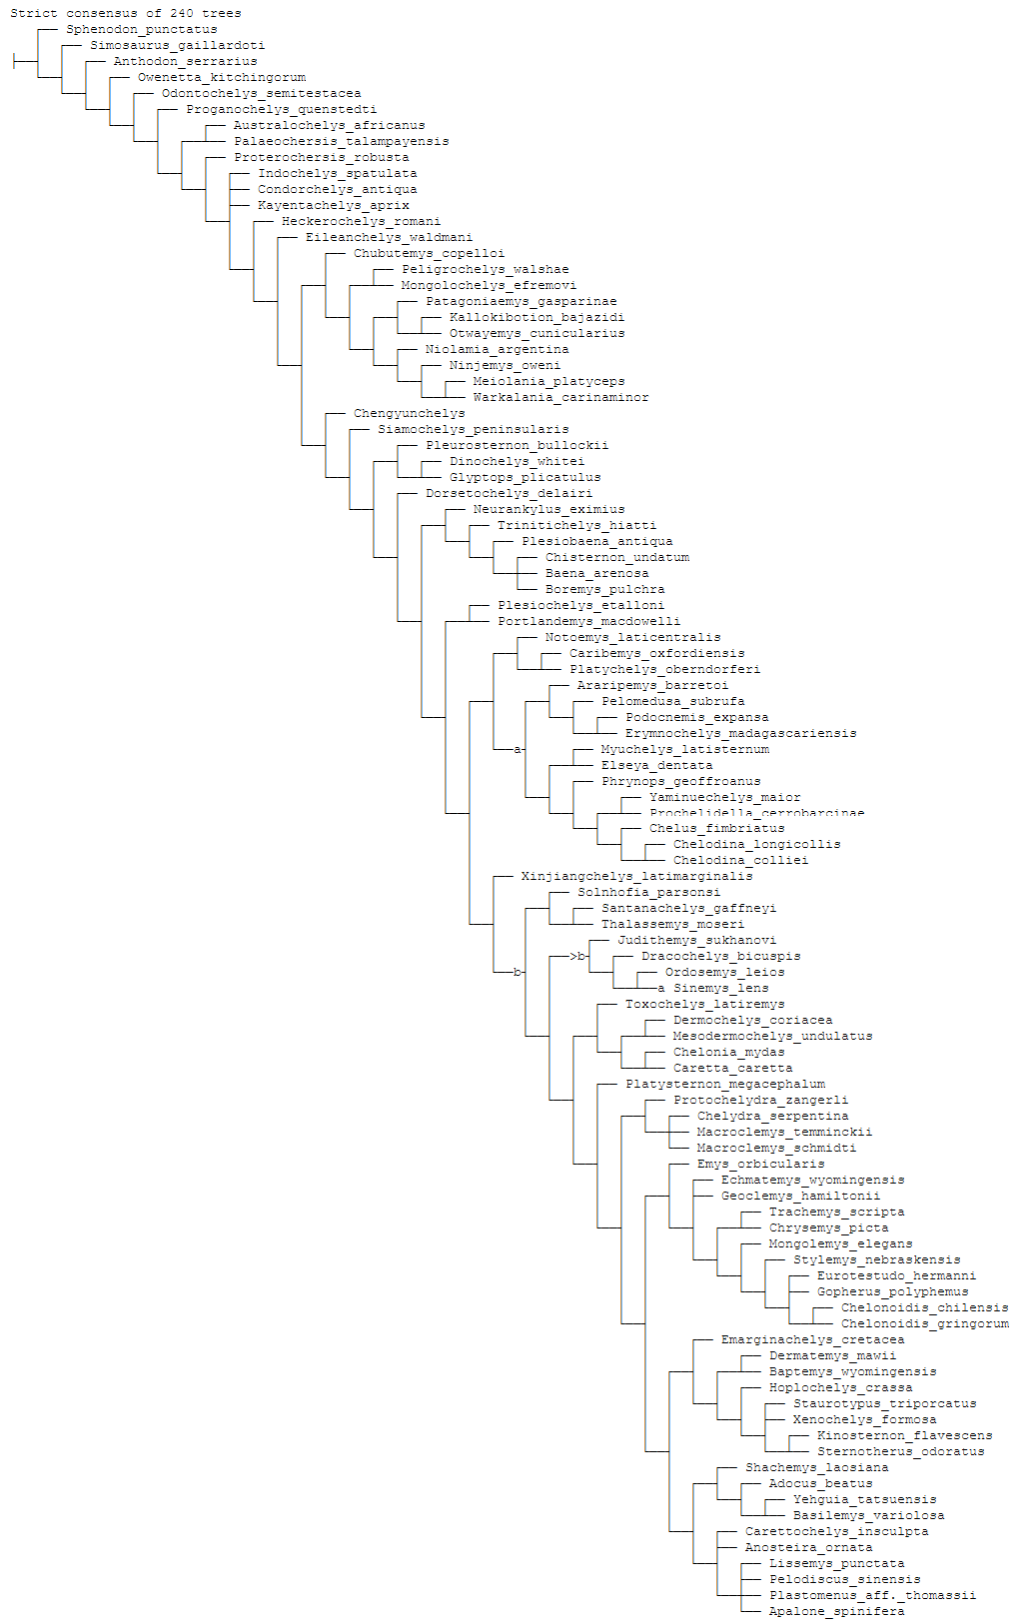 Strict consensus of 240 trees
Sphenodon_punctatus
Simosaurus_gaillardoti
Anthodon_serrarius
Owenetta_kitchingorum
Odontochelys_semitestacea
Proganochelys_quenstedti
Australochelys_africanus
Palaeochersis_talampayensis
Proterochersis_robusta
Indochelys_spatulata
Condorchelys_antiqua
Kayentachelys_aprix
Heckerochelys_romani
Eileanchelys_waldmani
Chubutemys_copelloi
Peligrochelys_walshae
Mongolochelys_efremovi
Patagoniaemys_gasparinae
Kallokibotion_bajazidi
Otwayemys_cunicularius
Niolamia_argentina
Ninjemys_oweni
Meiolania_platyceps
Warkalania_carinaminor
Chengyunchelys
Siamochelys_peninsularis
Pleurosternon_bullockii
Dinochelys_whitei
Glyptops_plicatulus
Dorsetochelys_delairi
Neurankylus_eximius
Trinitichelys_hiatti
Plesiobaena_antiqua
Chisternon_undatum
Baena_arenosa
Boremys_pulchra
Plesiochelys_etalloni
Portlandemys_macdowelli
Notoemys_laticentralis
Caribemys_oxfordiensis
Platychelys_oberndorferi
Araripemys_barretoi
Pelomedusa_subrufa
Podocnemis_expansa
Erymnochelys_madagascariensis
a Myuchelys_latisternum
Elseya_dentata
Phrynops_geoffroanus
Yaminuechelys_maior
Prochelidella_cerrobarcinae
Chelus_fimbriatus
Chelodina_longicollis
Chelodina_colliei
Xinjiangchelys_latimarginalis
Solnhofia_parsonsi
Santanachelys_gaffneyi
Thalassemys_moseri
Judithemys_sukhanovi
>b Dracochelys_bicuspis
b Ordosemys_leios
a Sinemys_lens
Toxochelys_latiremys
Dermochelys_coriacea
Mesodermochelys_undulatus
Chelonia_mydas
Caretta_caretta
Platysternon_megacephalum
Protochelydra_zangerli
Chelydra_serpentina
Macroclemys_temminckii
Macroclemys_schmidti
Emys_orbicularis
Echmatemys_wyomingensis
Geoclemys_hamiltonii
Trachemys_scripta
Chrysemys_picta
Mongolemys_elegans
Stylemys_nebraskensis
Eurotestudo_hermanni
Gopherus_polyphemus
Chelonoidis_chilensis
Chelonoidis_gringorum
Emarginachelys_cretacea
Dermatemys_mawii
Baptemys_wyomingensis
Hoplochelys_crassa
Staurotypus_triporcatus
Xenochelys_formosa
Kinosternon_flavescens
Sternotherus_odoratus
Shachemys_laosiana
Adocus_beatus
Yehguia_tatsuensis
Basilemys_variolosa
Carettochelys_insculpta
Anosteira_ornata
Lissemys_punctata
Pelodiscus_sinensis
Plastomenus_aff._thomassii
Apalone_spinifera